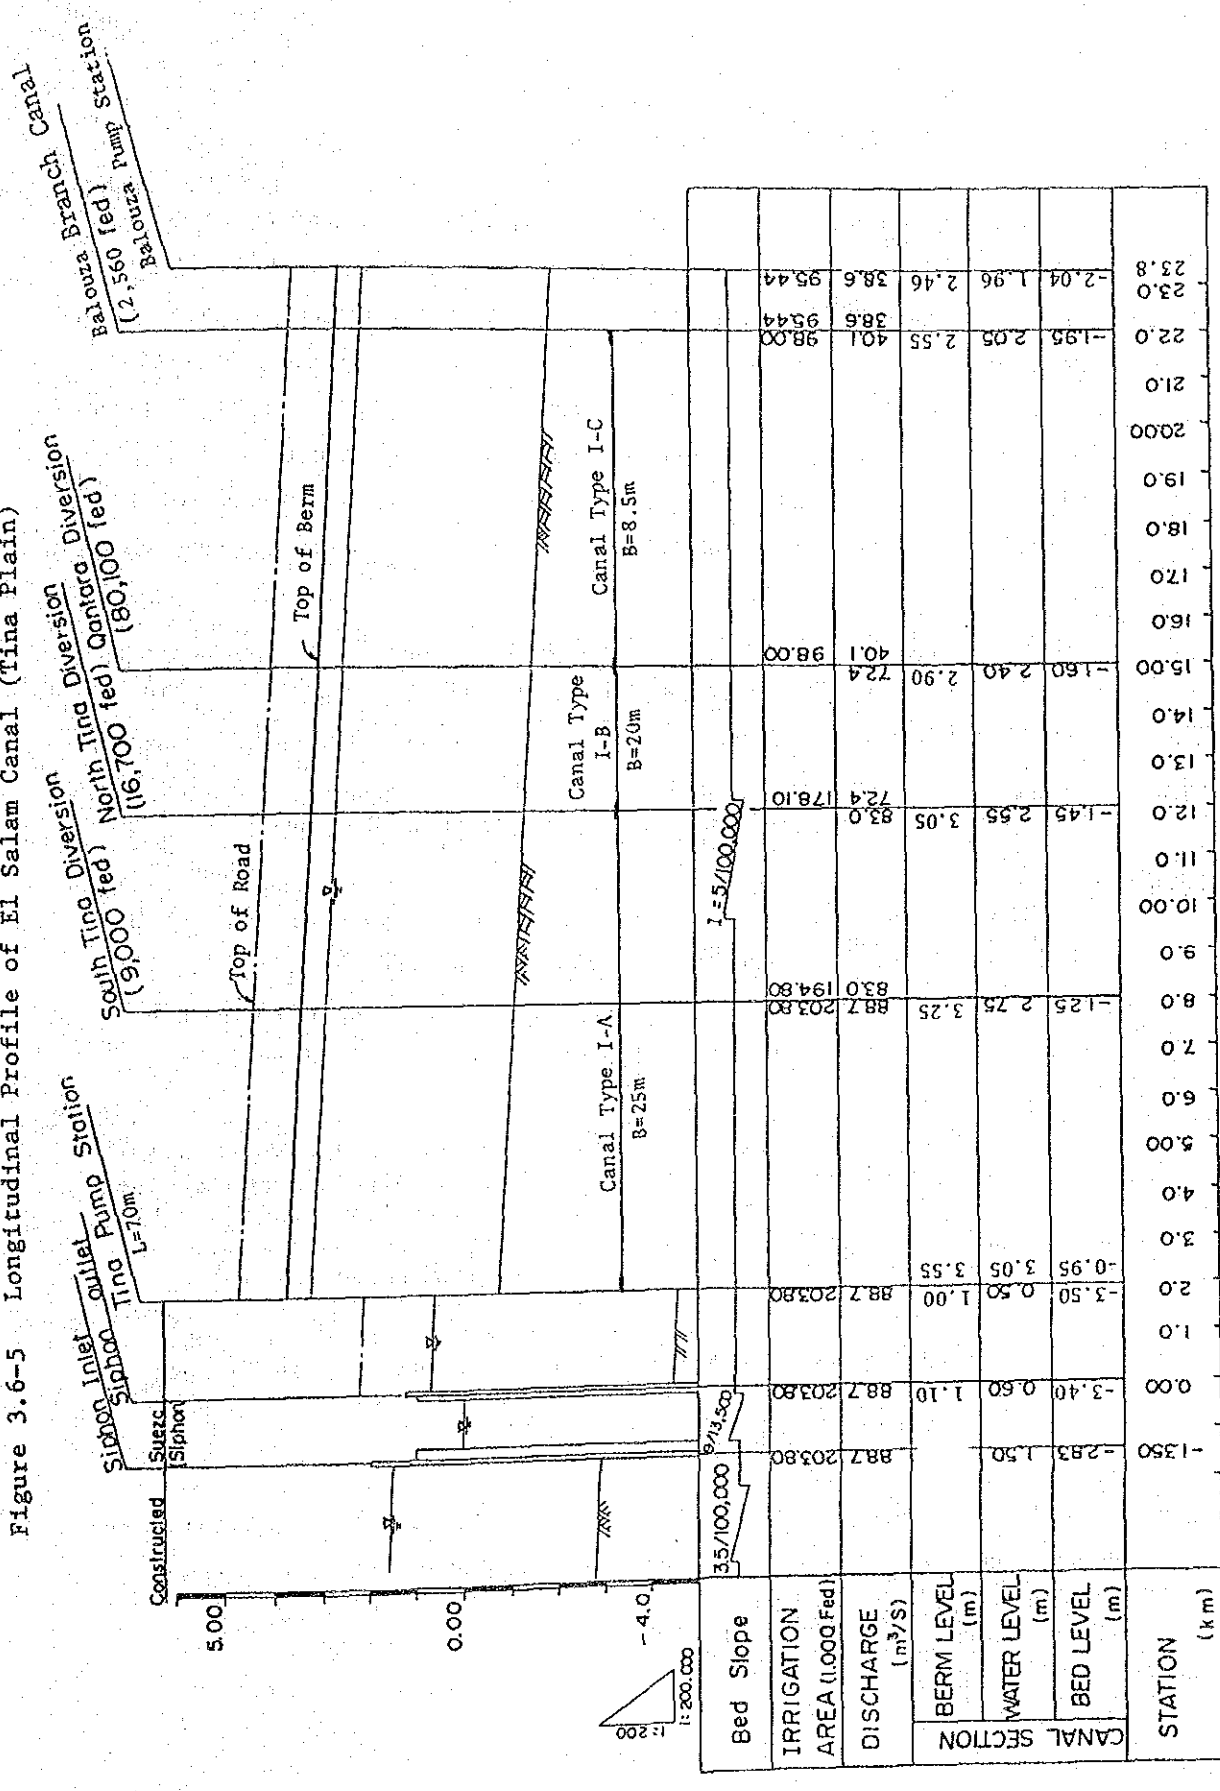 Figure 3.6-5 Longitudinal Profile of El Salam Canal (Tina Plain)
Siphon Inlet
Siphon outlet
Tina Pump Station
L=7.0m
South Tina Diversion
(9,000 fed)
North Tina Diversion
(16,700 fed)
Qantara Diversion
(80,100 fed)
Balouza Branch Canal
(2,560 fed)
Balouza Pump Station
Constructed
Suezc
Siphon
5.00
0.00
-4.0
1:200
1:200.000
Top of Road
Top of Berm
Canal Type I-A
B=25m
Canal Type
I-B
B=20m
Canal Type I-C
B=8.5m
Bed Slope
3.5/100,000
9/13,500
I=5/100,000
IRRIGATION
AREA (1.000 Fed)
203.80 203.80 203.80 203.80 194.80 178.10 98.00 98.00 95.44 95.44
DISCHARGE
(m³/S)
88.7 88.7 88.7 88.7 83.0 83.0 72.4 72.4 40.1 40.1 38.6 38.6
CANAL SECTION
BERM LEVEL
(m)
1.10 1.00 3.55 3.25 3.05 2.90 2.55 2.46
WATER LEVEL
(m)
1.50 0.60 0.50 3.05 2.75 2.55 2.40 2.05 1.96
BED LEVEL
(m)
-2.83 -3.40 -3.50 -0.95 -1.25 -1.45 -1.60 -1.95 -2.04
STATION
(km)
-1.350 0.00 1.0 2.0 3.0 4.0 5.00 6.0 7.0 8.0 9.0 10.00 11.0 12.0 13.0 14.0 15.00 16.0 17.0 18.0 19.0 20.00 21.0 22.0 23.0 23.8